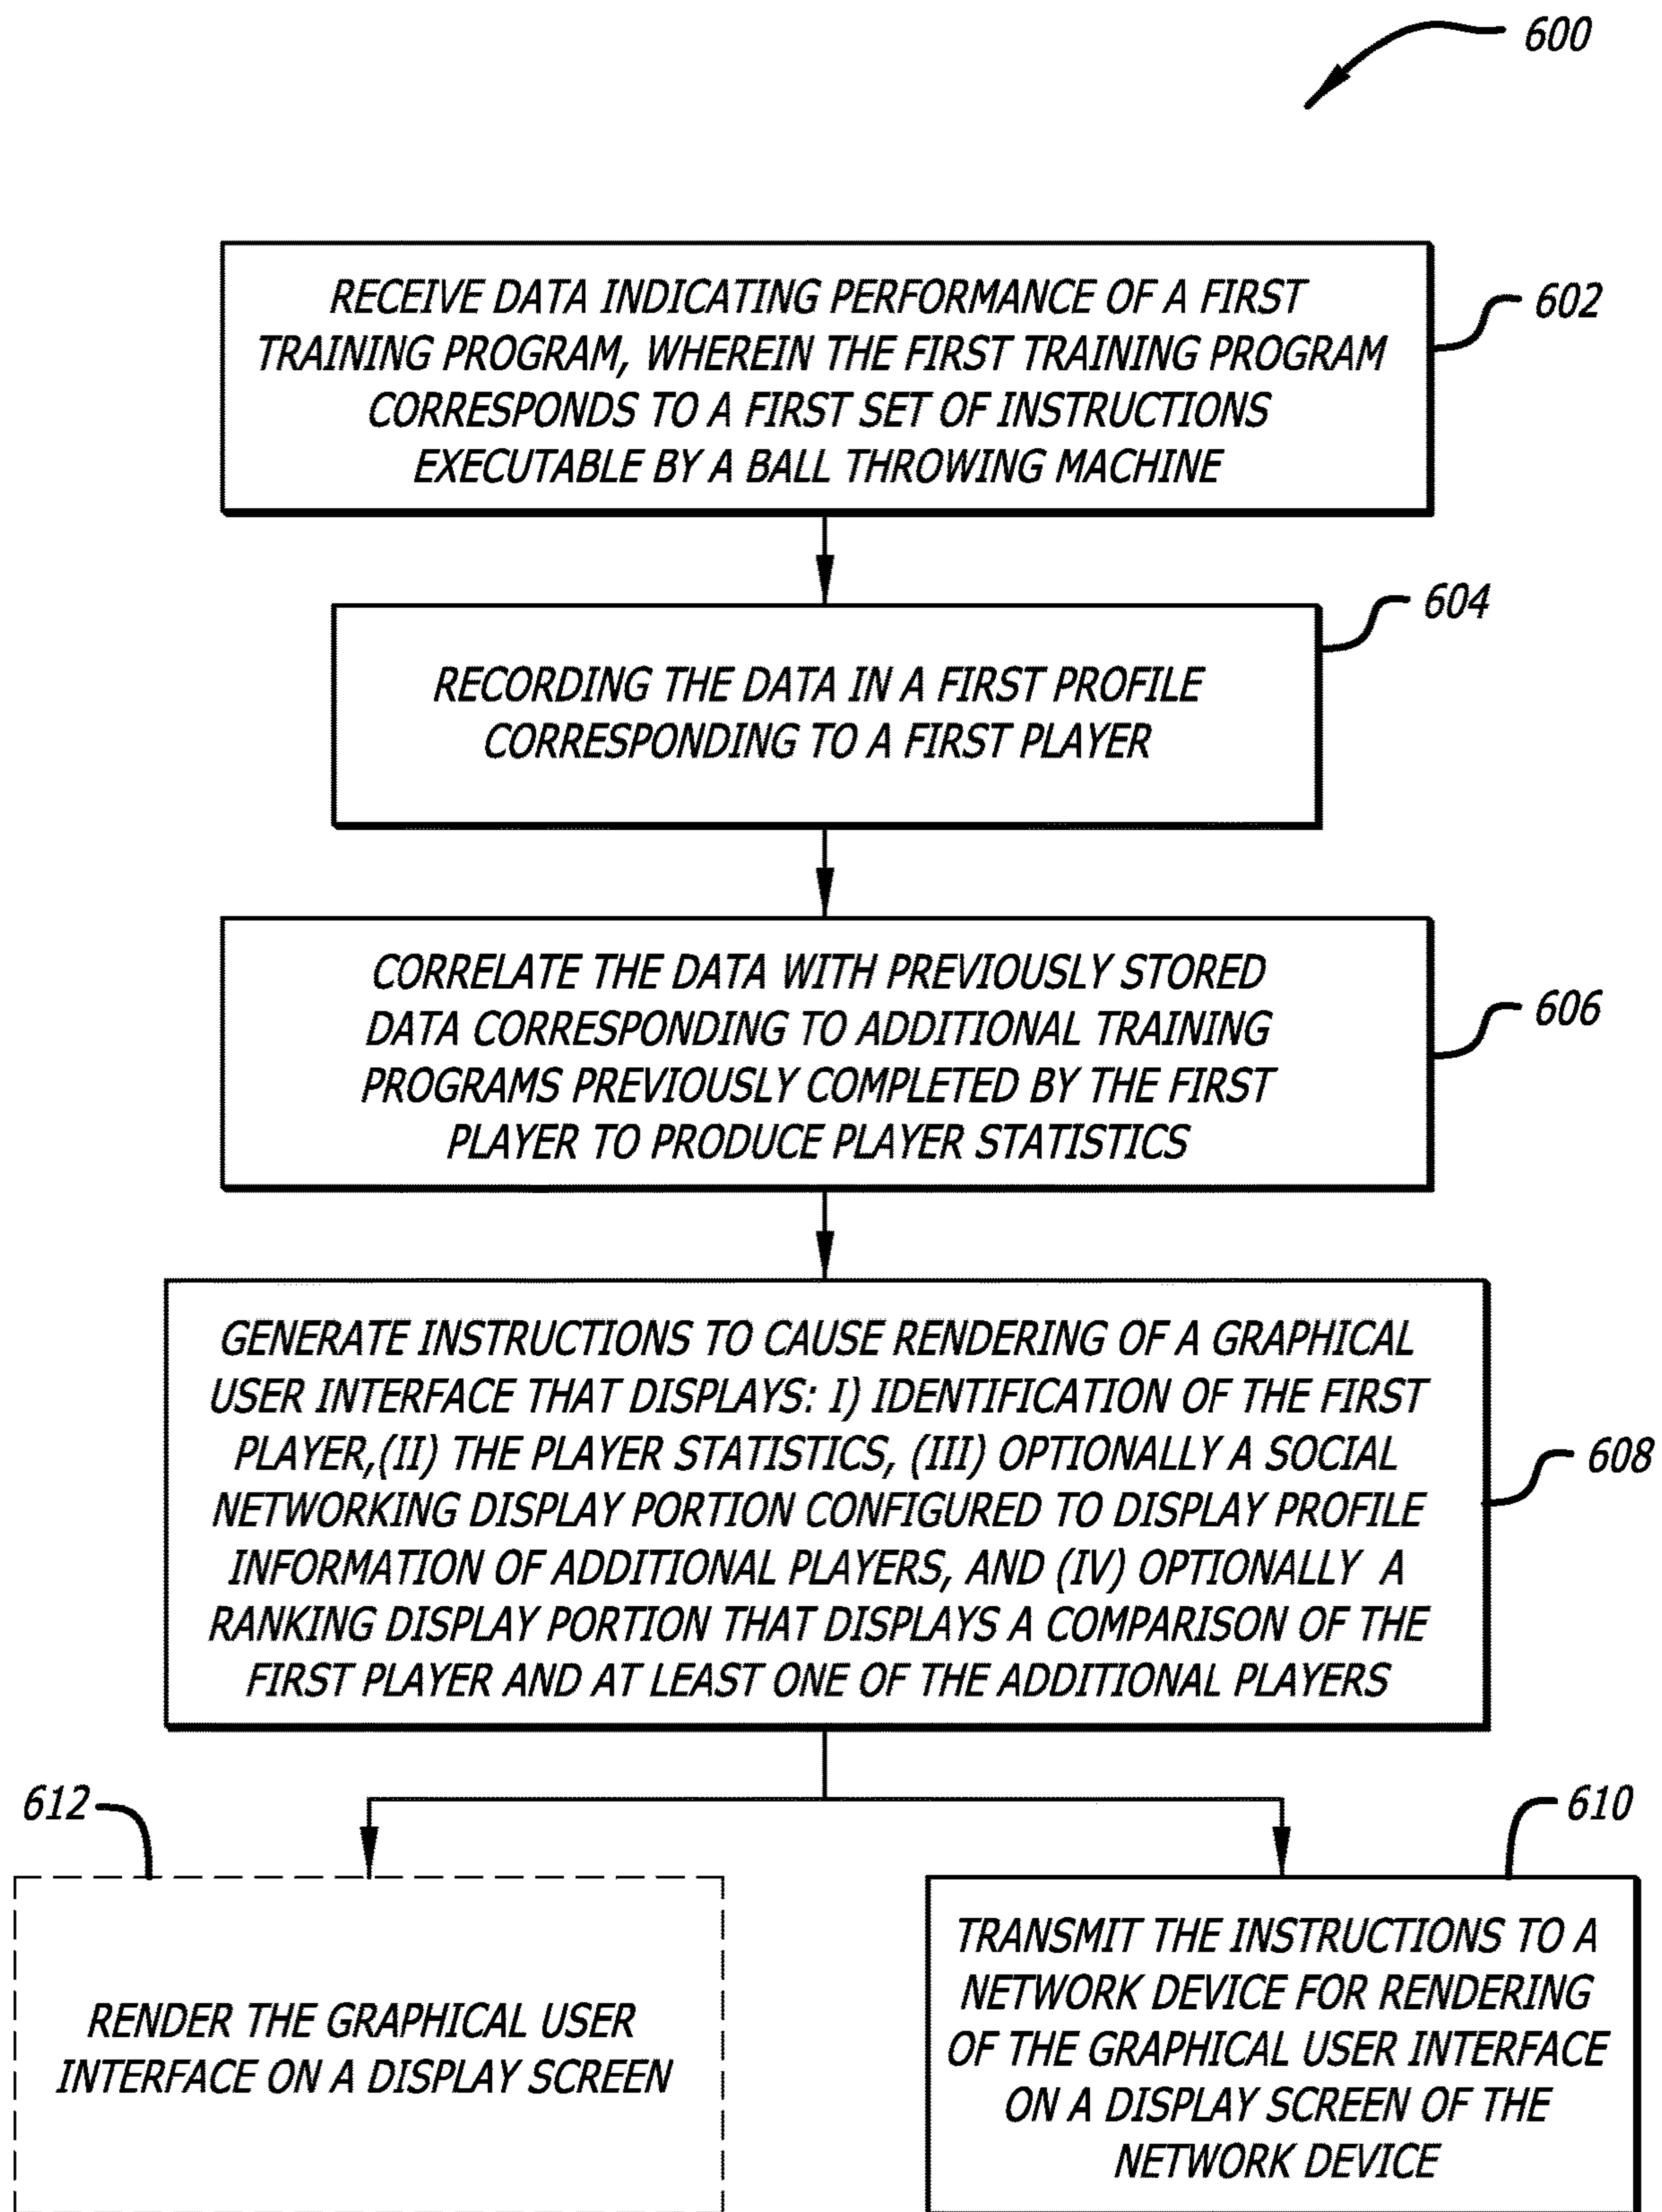 600
RECEIVE DATA INDICATING PERFORMANCE OF A FIRST
TRAINING PROGRAM, WHEREIN THE FIRST TRAINING PROGRAM
CORRESPONDS TO A FIRST SET OF INSTRUCTIONS
EXECUTABLE BY A BALL THROWING MACHINE
602
RECORDING THE DATA IN A FIRST PROFILE
CORRESPONDING TO A FIRST PLAYER
604
CORRELATE THE DATA WITH PREVIOUSLY STORED
DATA CORRESPONDING TO ADDITIONAL TRAINING
PROGRAMS PREVIOUSLY COMPLETED BY THE FIRST
PLAYER TO PRODUCE PLAYER STATISTICS
606
GENERATE INSTRUCTIONS TO CAUSE RENDERING OF A GRAPHICAL
USER INTERFACE THAT DISPLAYS: I) IDENTIFICATION OF THE FIRST
PLAYER,(II) THE PLAYER STATISTICS, (III) OPTIONALLY A SOCIAL
NETWORKING DISPLAY PORTION CONFIGURED TO DISPLAY PROFILE
INFORMATION OF ADDITIONAL PLAYERS, AND (IV) OPTIONALLY A
RANKING DISPLAY PORTION THAT DISPLAYS A COMPARISON OF THE
FIRST PLAYER AND AT LEAST ONE OF THE ADDITIONAL PLAYERS
608
612
RENDER THE GRAPHICAL USER
INTERFACE ON A DISPLAY SCREEN
610
TRANSMIT THE INSTRUCTIONS TO A
NETWORK DEVICE FOR RENDERING
OF THE GRAPHICAL USER INTERFACE
ON A DISPLAY SCREEN OF THE
NETWORK DEVICE